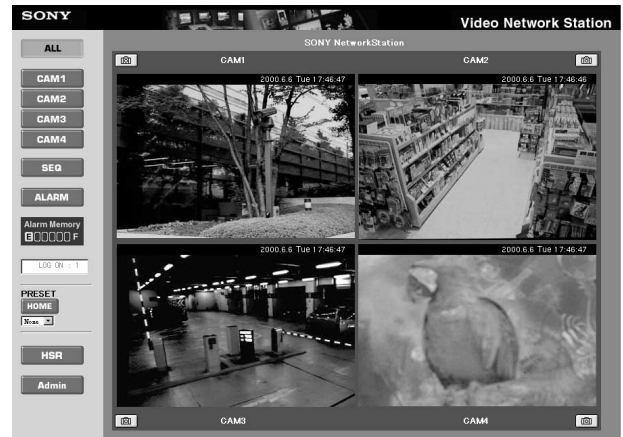 SONY
Video Network Station
ALL
CAM1
CAM2
CAM3
CAM4
SEQ
ALARM
Alarm Memory
E F
LOG ON : 1
PRESET
HOME
None
HSR
Admin
SONY NetworkStation
CAM1
CAM2
2000.6.6 Tue 17:46:47
2000.6.6 Tue 17:46:46
2000.6.6 Tue 17:46:47
2000.6.6 Tue 17:46:47
CAM3
CAM4